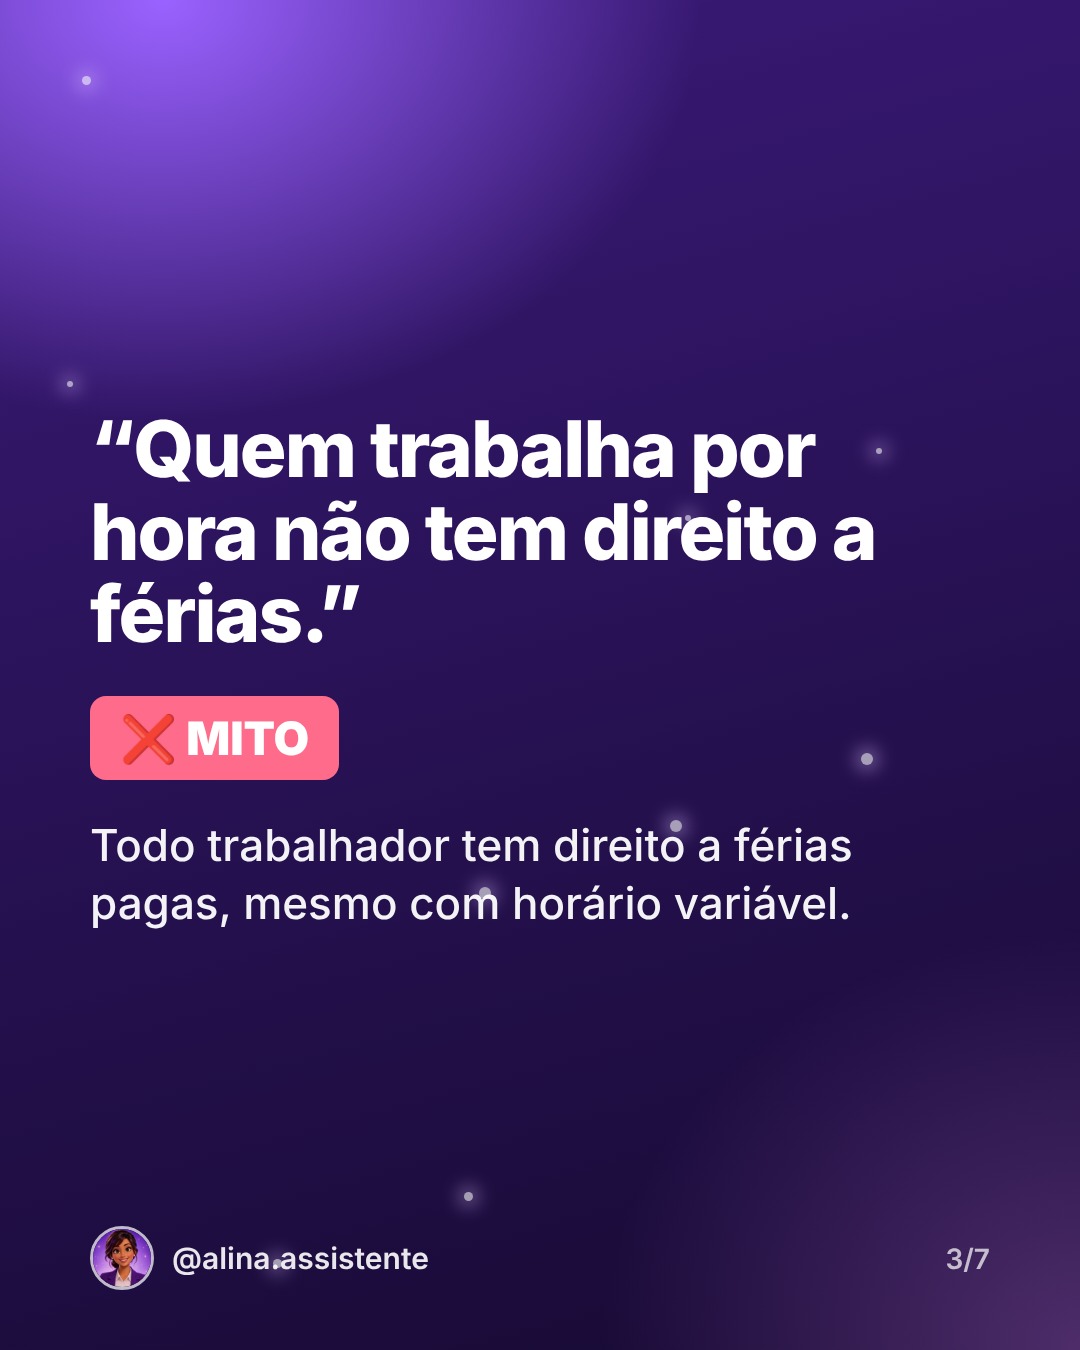 “Quem trabalha por
hora não tem direito a
férias.”
❌ MITO
Todo trabalhador tem direito a férias
pagas, mesmo com horário variável.
@alina.assistente
3/7